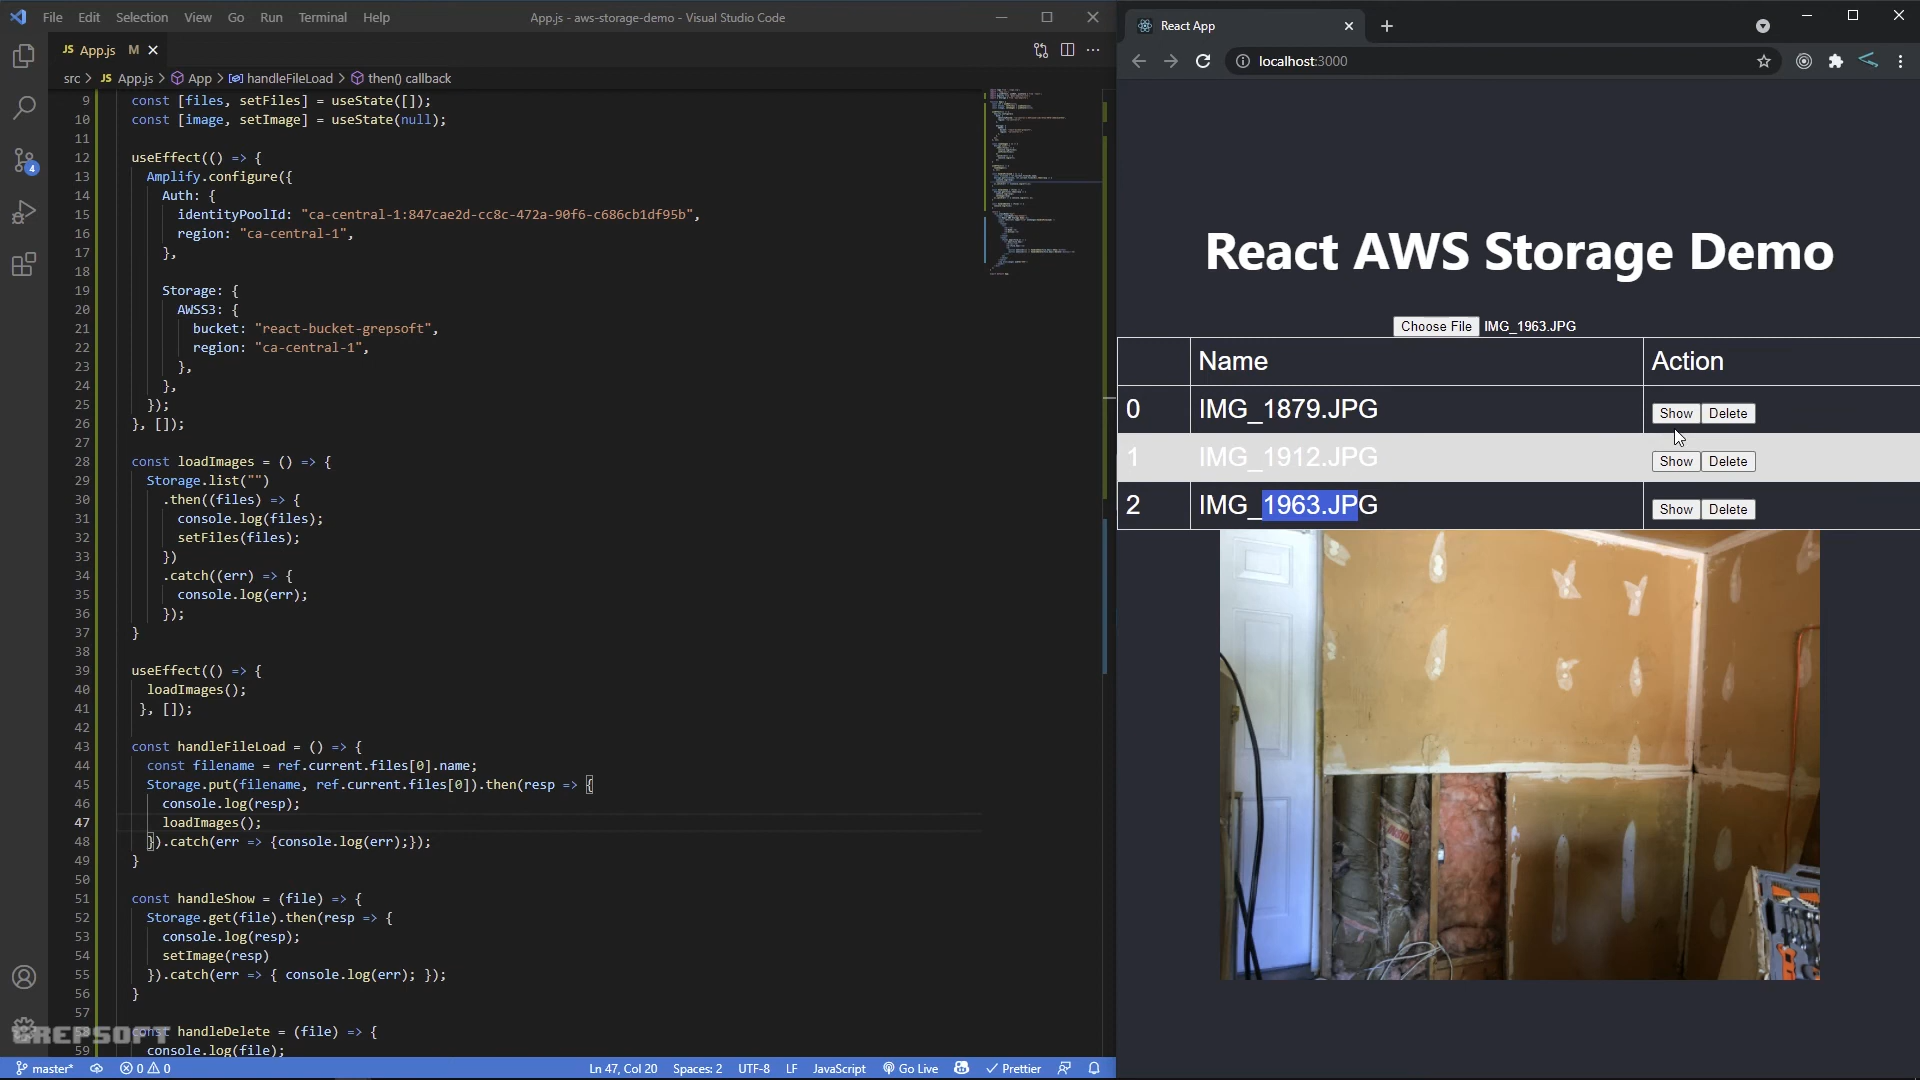 File Edit Selection View Go Run Terminal Help
App.js - aws-storage-demo - Visual Studio Code
JS App.js M
src > JS App.js > App > handleFileLoad > then() callback
9 const [files, setFiles] = useState([]);
10 const [image, setImage] = useState(null);
11
12 useEffect(() => {
13 Amplify.configure({
14 Auth: {
15 identityPoolId: "ca-central-1:847cae2d-cc8c-472a-90f6-c686cb1df95b",
16 region: "ca-central-1",
17 },
18
19 Storage: {
20 AWSS3: {
21 bucket: "react-bucket-grepsoft",
22 region: "ca-central-1",
23 },
24 },
25 });
26 }, []);
27
28 const loadImages = () => {
29 Storage.list("")
30 .then((files) => {
31 console.log(files);
32 setFiles(files);
33 })
34 .catch((err) => {
35 console.log(err);
36 });
37 }
38
39 useEffect(() => {
40 loadImages();
41 }, []);
42
43 const handleFileLoad = () => {
44 const filename = ref.current.files[0].name;
45 Storage.put(filename, ref.current.files[0]).then(resp => {
46 console.log(resp);
47 loadImages();
48 }).catch(err => {console.log(err);});
49 }
50
51 const handleShow = (file) => {
52 Storage.get(file).then(resp => {
53 console.log(resp);
54 setImage(resp)
55 }).catch(err => { console.log(err); });
56 }
57
58 const handleDelete = (file) => {
59 console.log(file);
4
GREPSOFT
master* 0 0 Ln 47, Col 20 Spaces: 2 UTF-8 LF JavaScript Go Live Prettier
React App
localhost:3000
React AWS Storage Demo
Choose File IMG_1963.JPG
Name Action
0 IMG_1879.JPG Show Delete
1 IMG_1912.JPG Show Delete
2 IMG_1963.JPG Show Delete